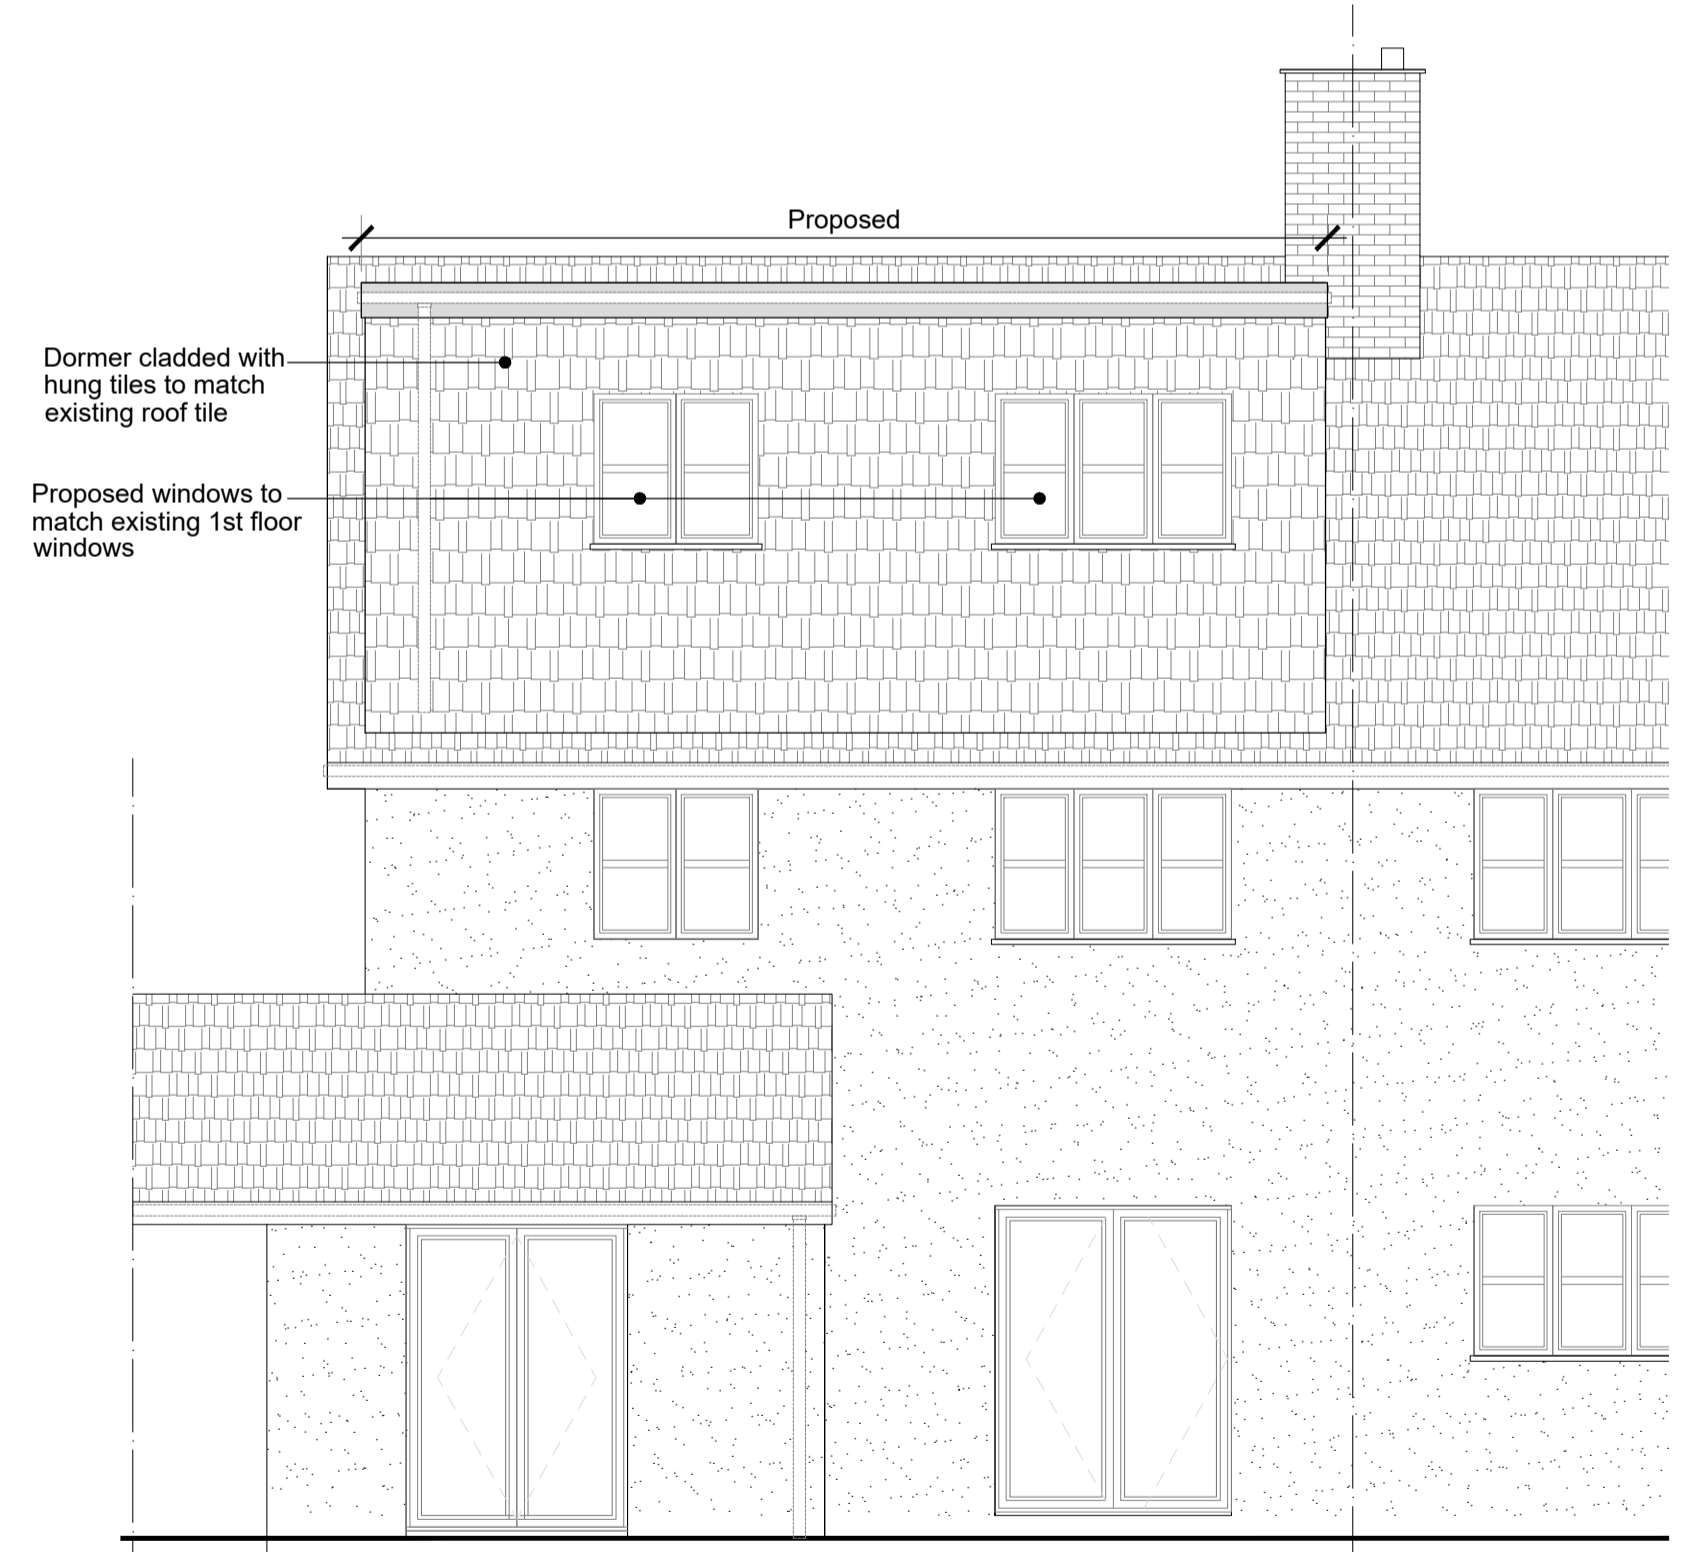 Proposed
Dormer cladded with
hung tiles to match
existing roof tile
Proposed windows to
match existing 1st floor
windows